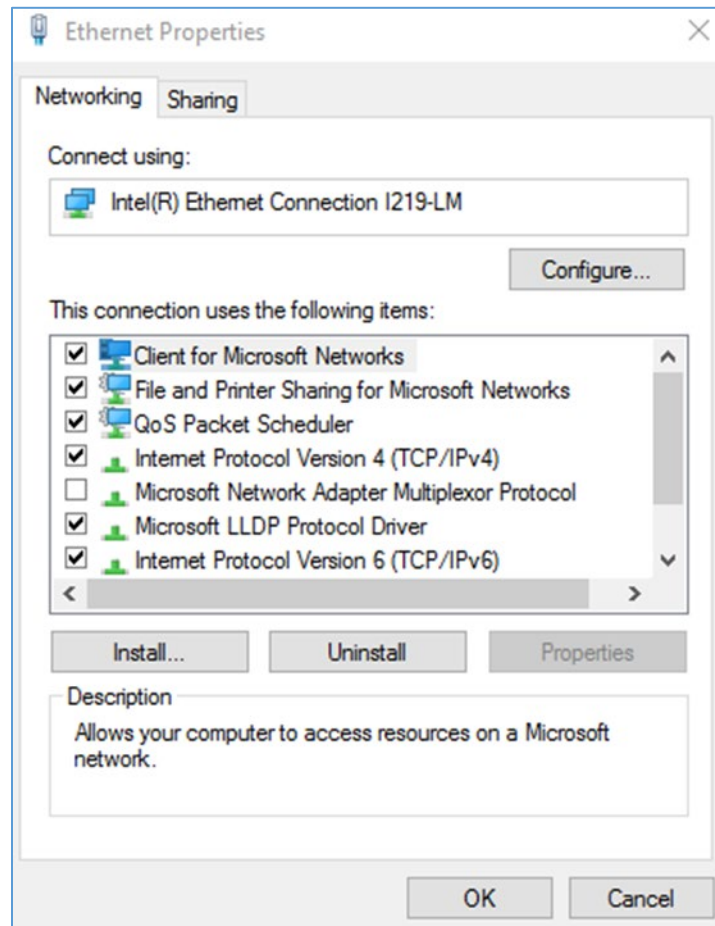 Ethernet Properties
Networking
Sharing
Connect using:
Intel(R) Ethernet Connection I219-LM
Configure...
This connection uses the following items:
Client for Microsoft Networks
File and Printer Sharing for Microsoft Networks
QoS Packet Scheduler
Internet Protocol Version 4 (TCP/IPv4)
Microsoft Network Adapter Multiplexor Protocol
Microsoft LLDP Protocol Driver
Internet Protocol Version 6 (TCP/IPv6)
Install...
Uninstall
Properties
Description
Allows your computer to access resources on a Microsoft
network.
OK
Cancel